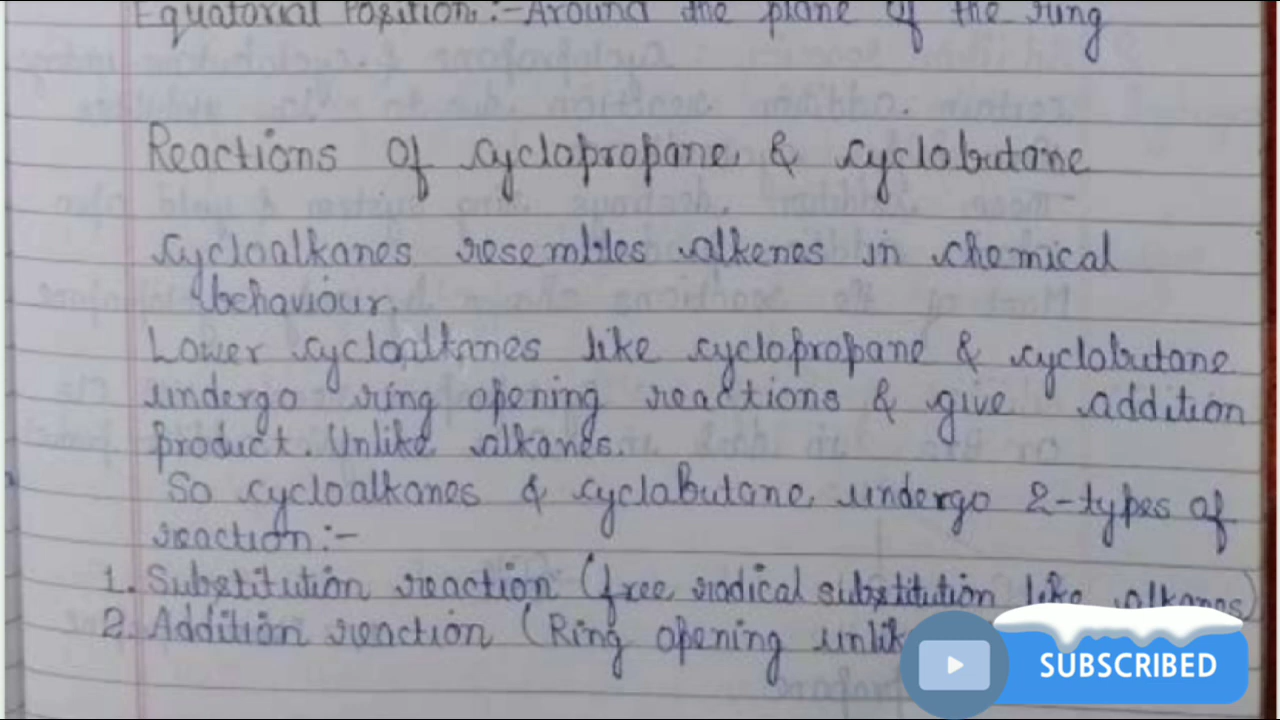 Equatorial Position :- Around the plane of the ring
Reactions of cyclopropane & cyclobutane
cycloalkanes resembles alkenes in chemical
behaviour.
Lower cycloalkanes like cyclopropane & cyclobutane
undergo ring opening reactions & give addition
product. Unlike alkanes.
So cycloalkanes & cyclabutane undergo 2-types of
reaction:-
1. Substitution reaction (free radical substitution like alkanes)
2. Addition reaction (Ring opening unlik
SUBSCRIBED